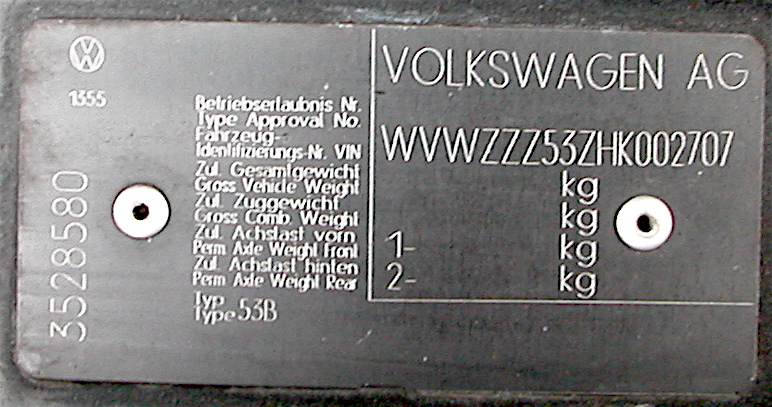 VOLKSWAGEN AG
1355
Betriebserlaubnis Nr.
Type Approval No.
Fahrzeug-
Identifizierungs-Nr. VIN
WVWZZZ53ZHK002707
Zul. Gesamtgewicht
Gross Vehicle Weight
kg
Zul. Zuggewicht
Gross Comb. Weight
kg
Zul. Achslast vorn
Perm Axle Weight Front
1- kg
Zul. Achslast hinten
Perm Axle Weight Rear
2- kg
Typ
Type 53B
3528580